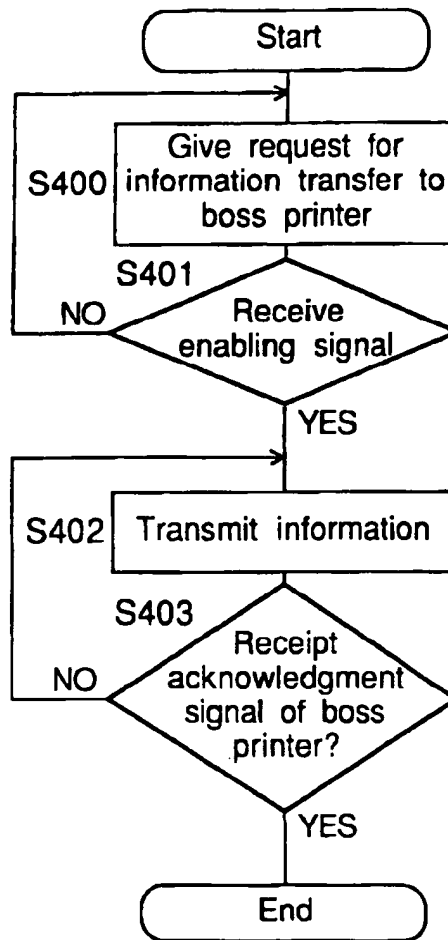 Start
Give request for
S400
information transfer to
boss printer
S401
NO
Receive
enabling signal
YES
S402
Transmit information
S403
NO
Receipt
acknowledgment
signal of boss
printer?
YES
End